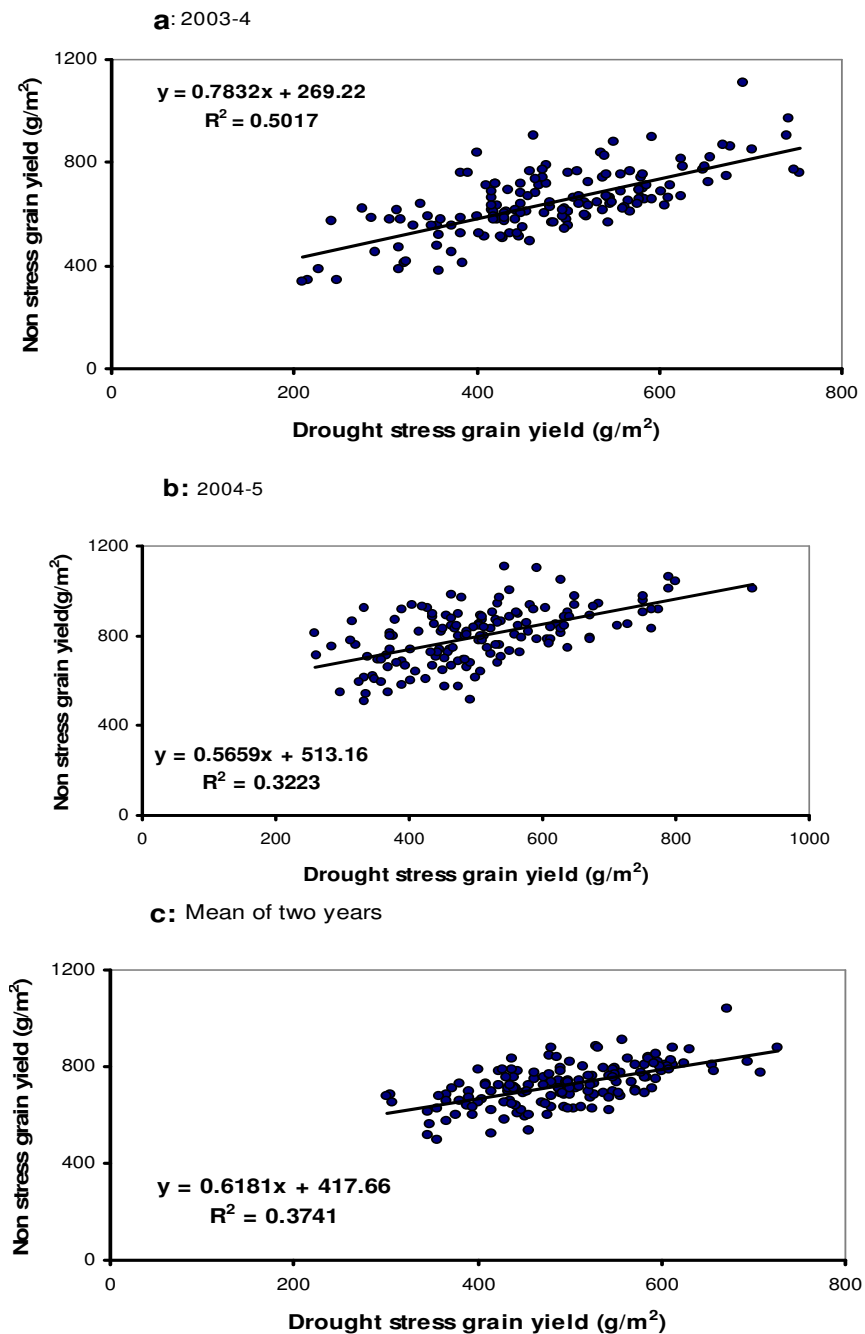 a: 2003-4
1200
y = 0.7832x + 269.22
R² = 0.5017
800
400
0
Non stress grain yield (g/m²)
0 200 400 600 800
Drought stress grain yield (g/m²)
b: 2004-5
1200
800
400
y = 0.5659x + 513.16
R² = 0.3223
0
Non stress grain yield(g/m²)
0 200 400 600 800 1000
Drought stress grain yield (g/m²)
c: Mean of two years
1200
800
400
y = 0.6181x + 417.66
R² = 0.3741
0
Non stress grain yield (g/m²)
0 200 400 600 800
Drought stress grain yield (g/m²)